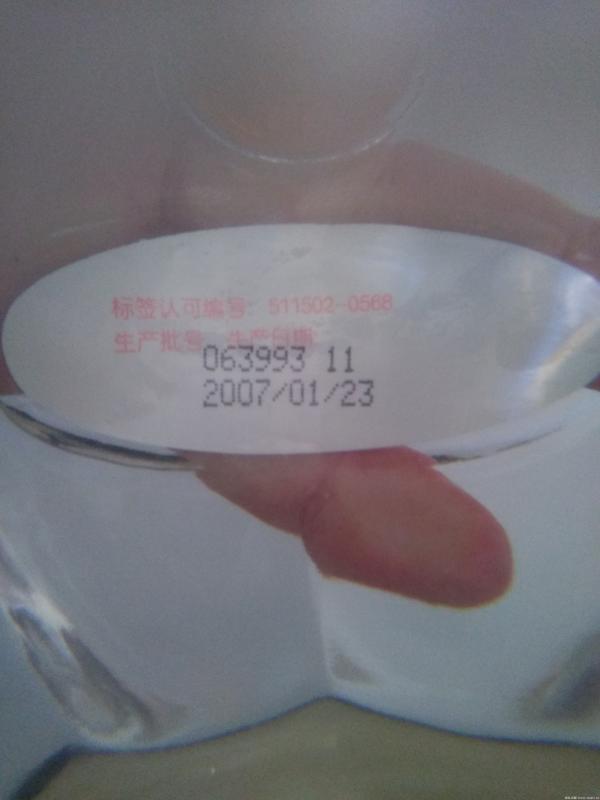 标签认可编号: 511502--0568
生产批号、生产日期
063993 11
2007/01/23